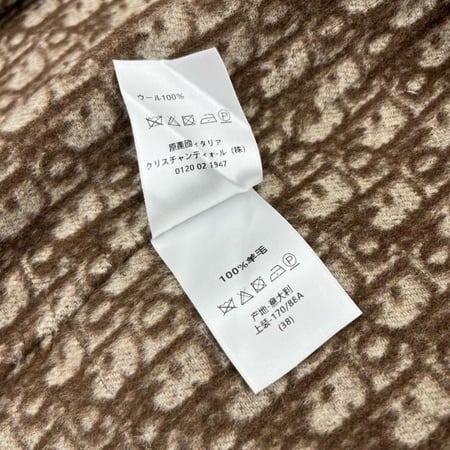 ウール100%
原産国イタリア
クリスチャンディオール(株)
0120 02 1947
100%羊毛
P
产地-意大利
上装-170/88A
(38)